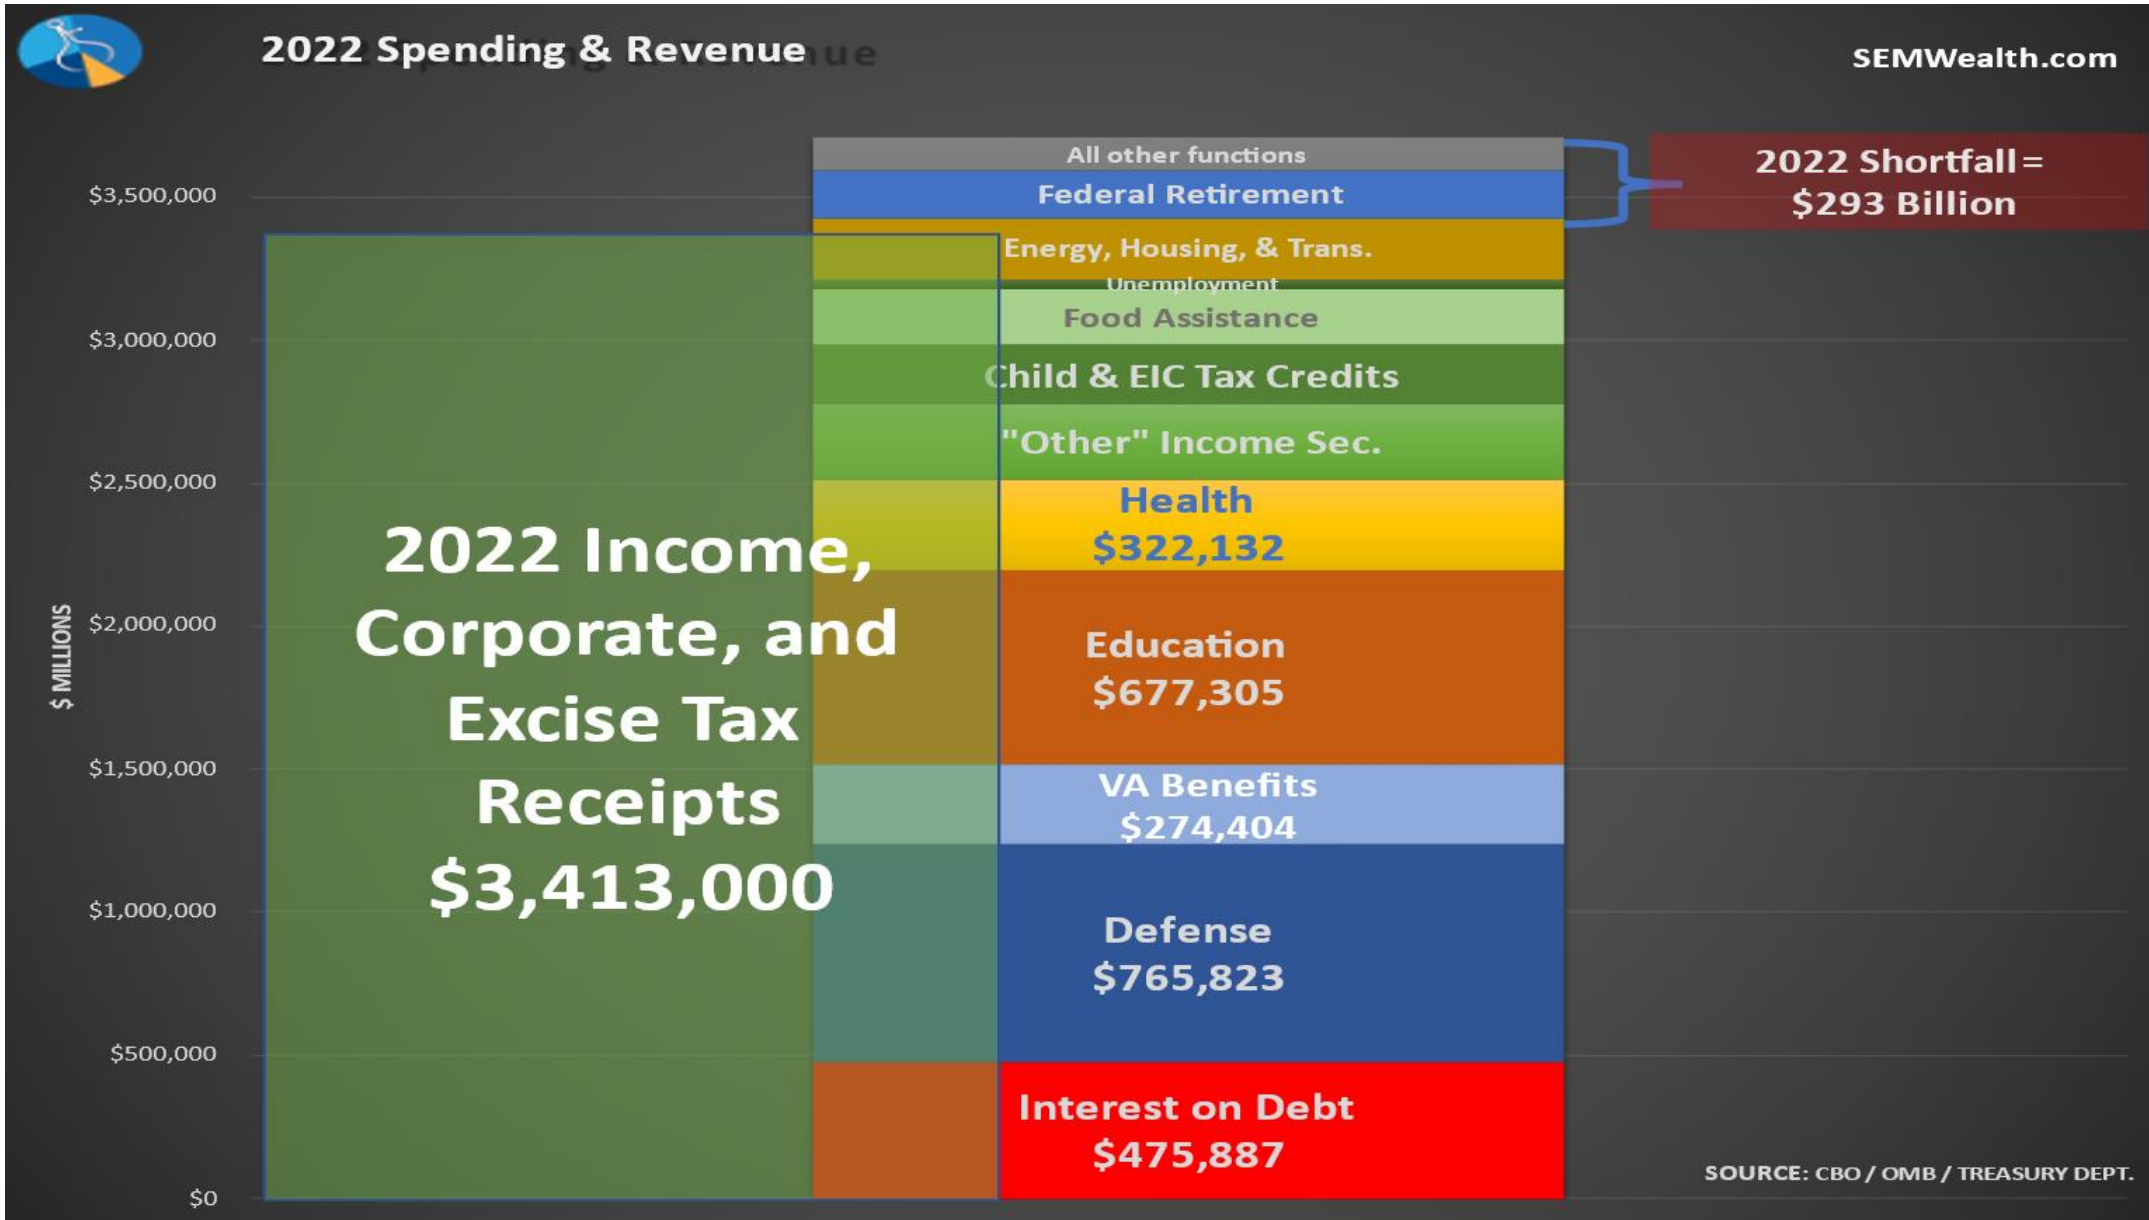 2022 Spending & Revenue
SEMWealth.com
All other functions
2022 Shortfall=
$293 Billion
Federal Retirement
Energy, Housing, & Trans.
Unemployment
Food Assistance
Child & EIC Tax Credits
"Other" Income Sec.
Health
$322,132
Education
$677,305
VA Benefits
$274,404
Defense
$765,823
Interest on Debt
$475,887
2022 Income,
Corporate, and
Excise Tax
Receipts
$3,413,000
$ MILLIONS
$3,500,000
$3,000,000
$2,500,000
$2,000,000
$1,500,000
$1,000,000
$500,000
$0
SOURCE: CBO / OMB / TREASURY DEPT.